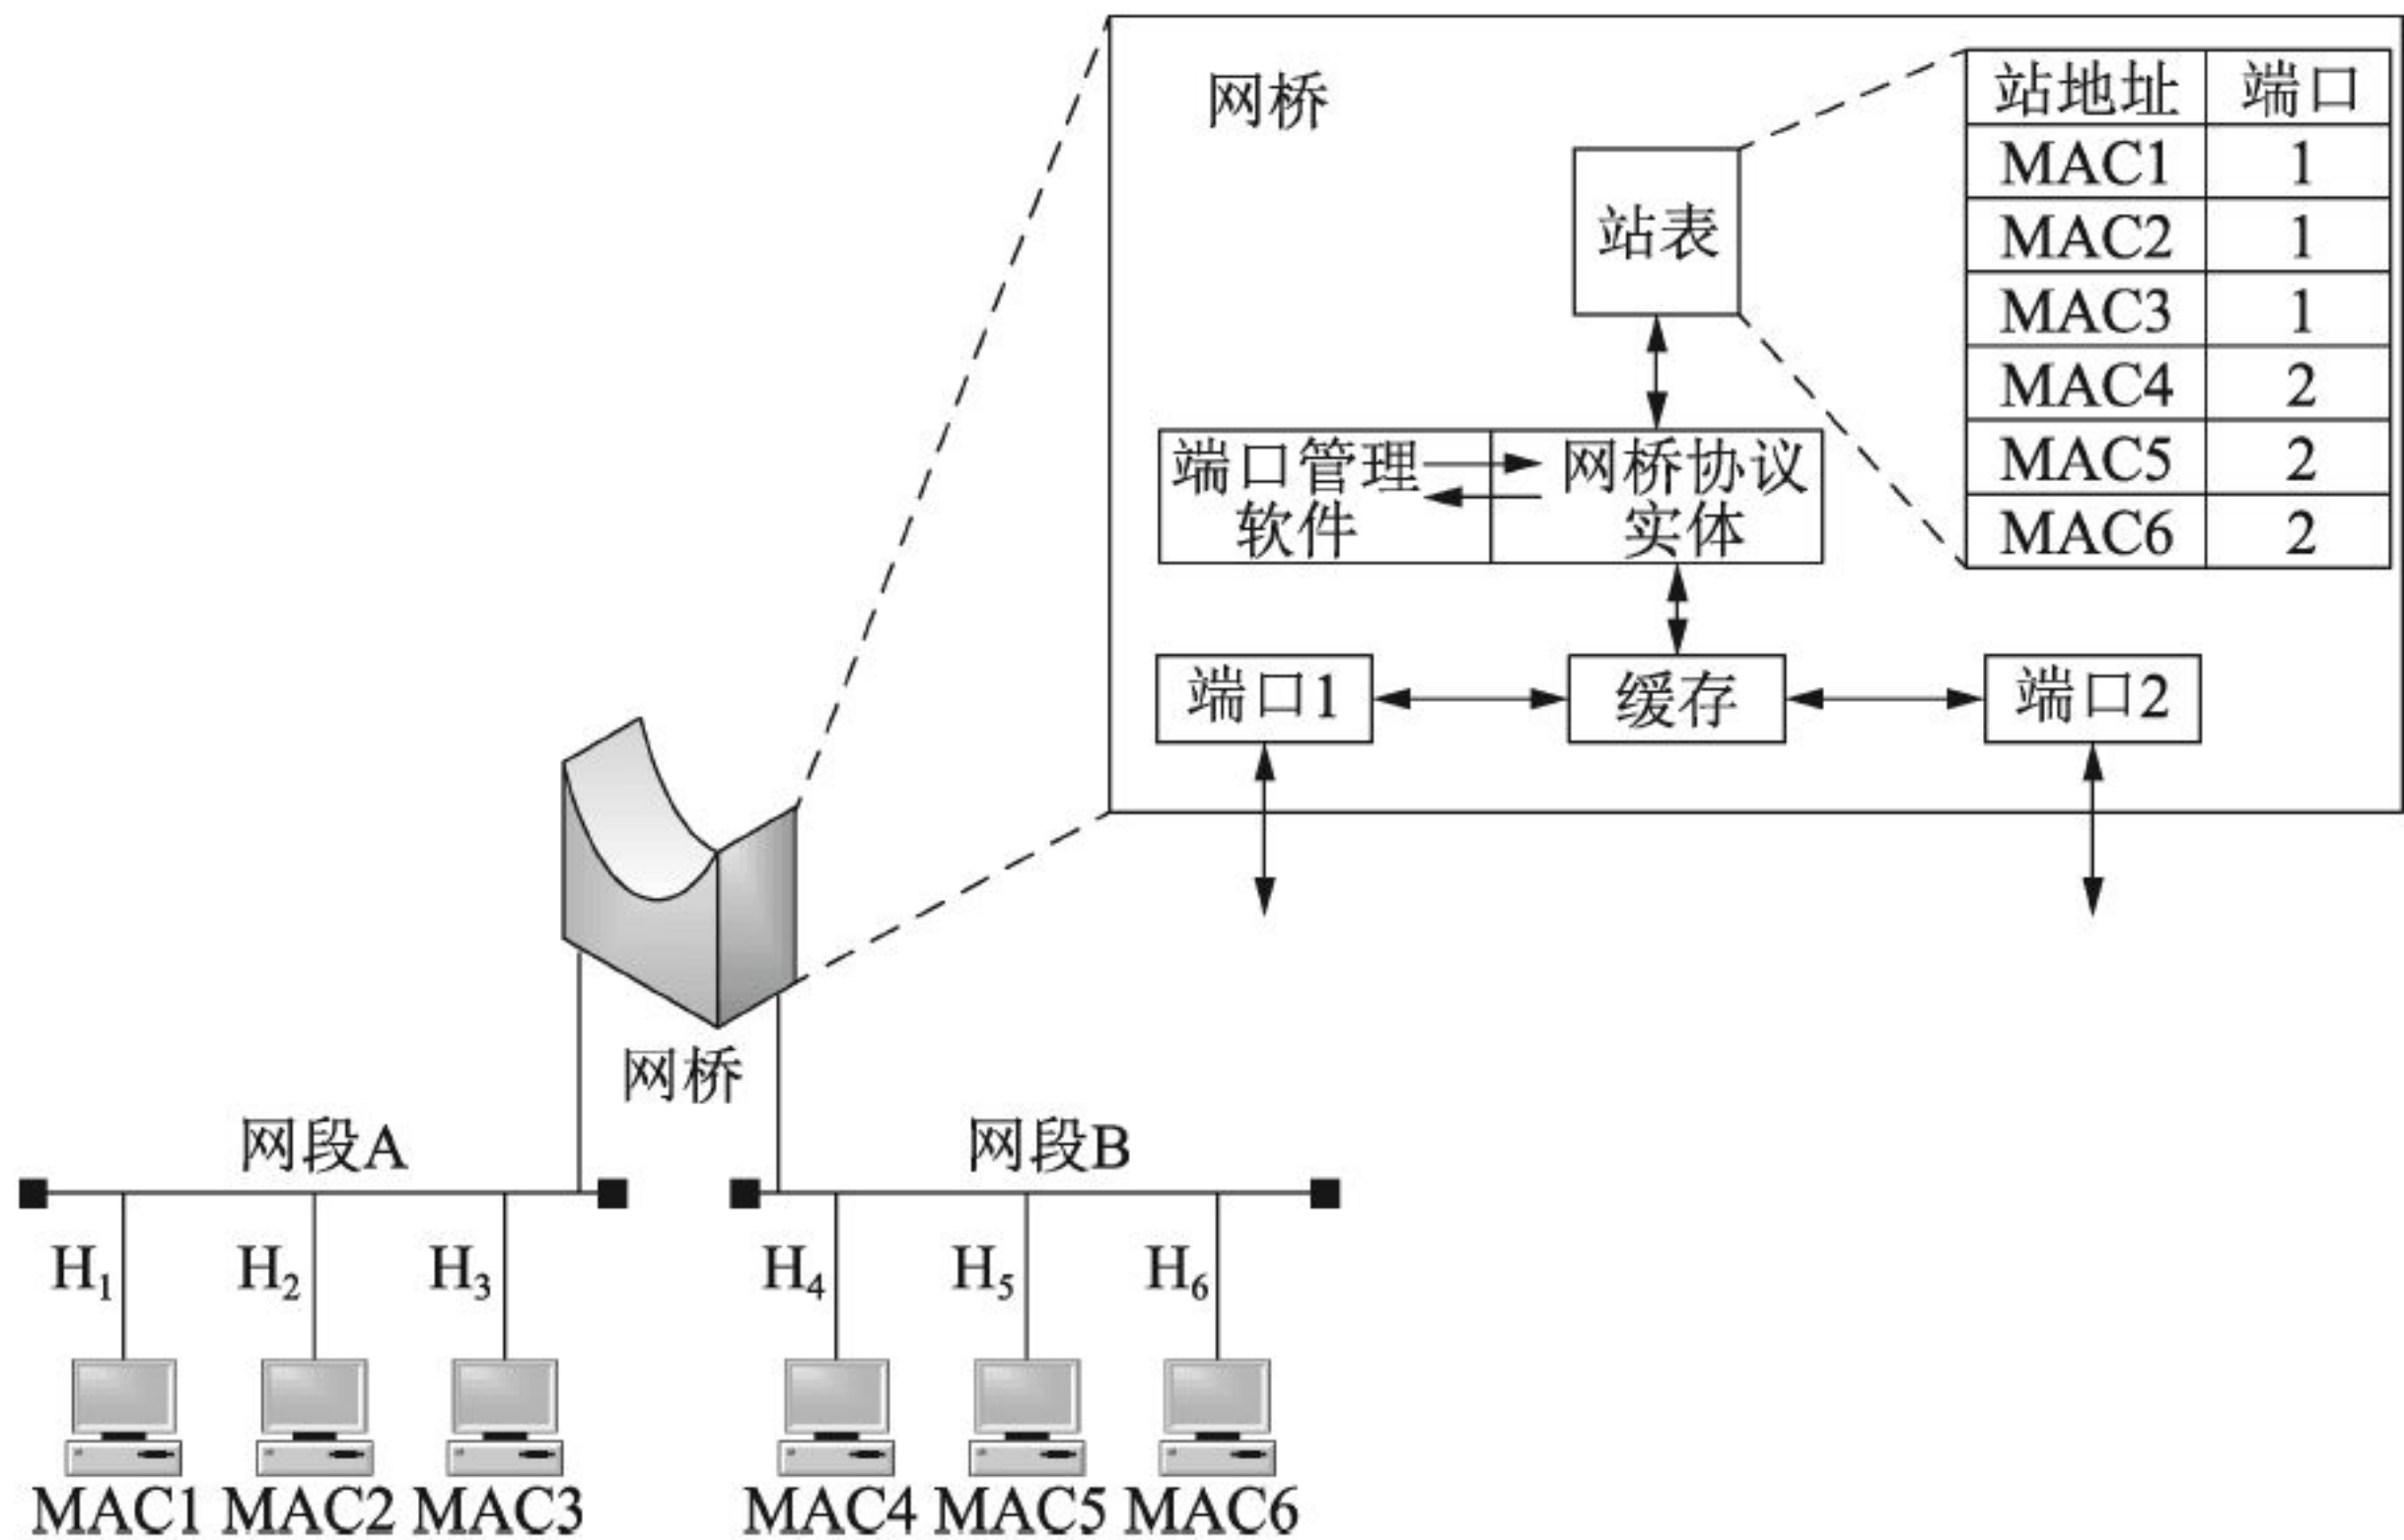 网桥
站地址 端口
MAC1 1
MAC2 1
MAC3 1
MAC4 2
MAC5 2
MAC6 2
站表
端口管理
软件
网桥协议
实体
端口1
缓存
端口2
网桥
网段A
网段B
H1
H2
H3
H4
H5
H6
MAC1
MAC2
MAC3
MAC4
MAC5
MAC6